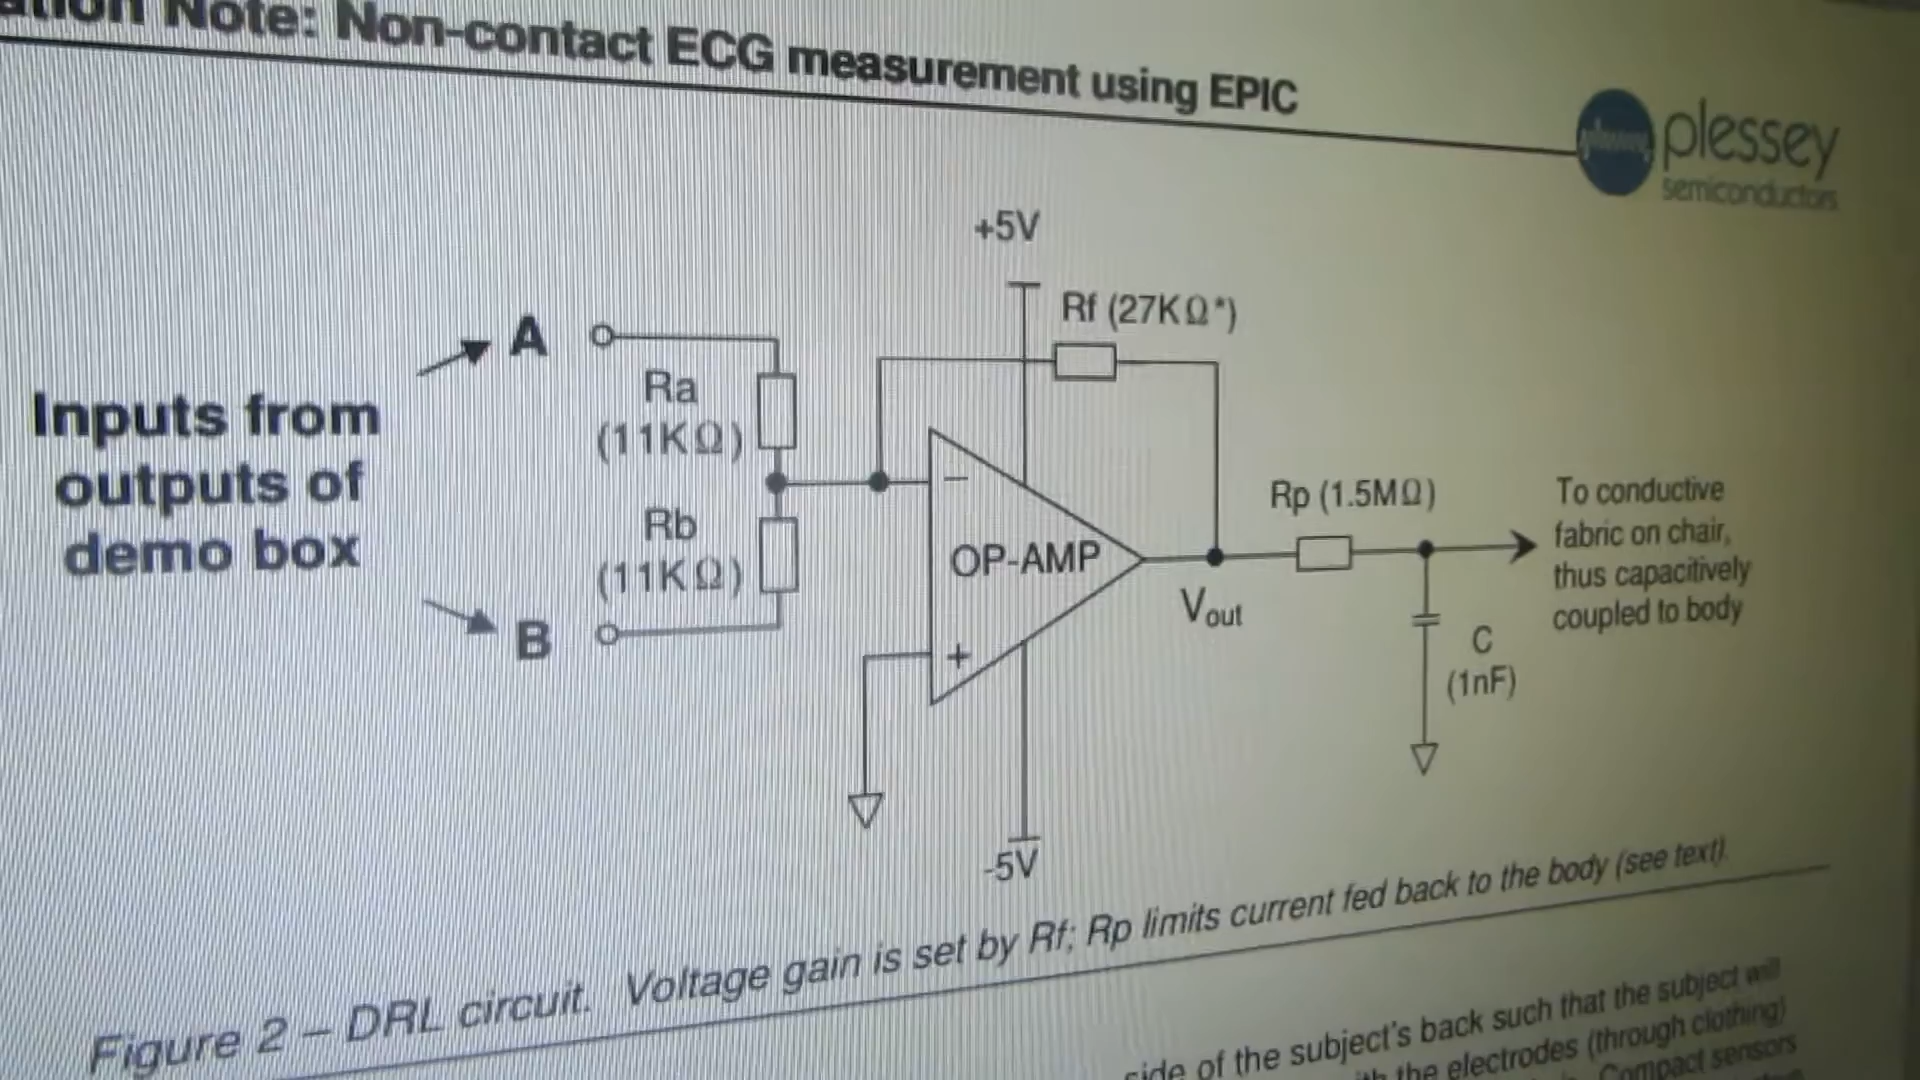 Note: Non-contact ECG measurement using EPIC
plessey
semiconductors
+5V
Rf (27KΩ*)
A
Ra
(11KΩ)
Inputs from
outputs of
demo box
Rb
(11KΩ)
B
−
OP-AMP
+
Vout
Rp (1.5MΩ)
To conductive
fabric on chair,
thus capacitively
coupled to body
C
(1nF)
-5V
Figure 2 – DRL circuit. Voltage gain is set by Rf; Rp limits current fed back to the body (see text).
side of the subject's back such that the subject will
the electrodes (through clothing)
Compact sensors